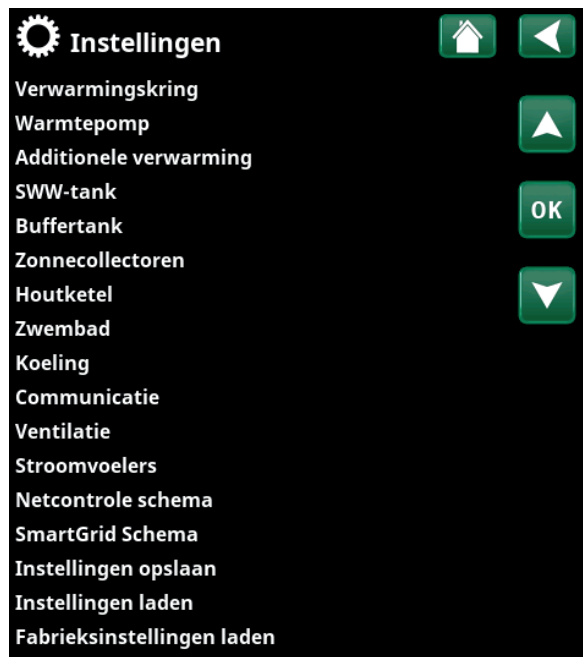 Instellingen
Verwarmingskring
Warmtepomp
Additionele verwarming
SWW-tank
Buffertank
OK
Zonnecollectoren
Houtketel
Zwembad
Koeling
Communicatie
Ventilatie
Stroomvoelers
Netcontrole schema
SmartGrid Schema
Instellingen opslaan
Instellingen laden
Fabrieksinstellingen laden